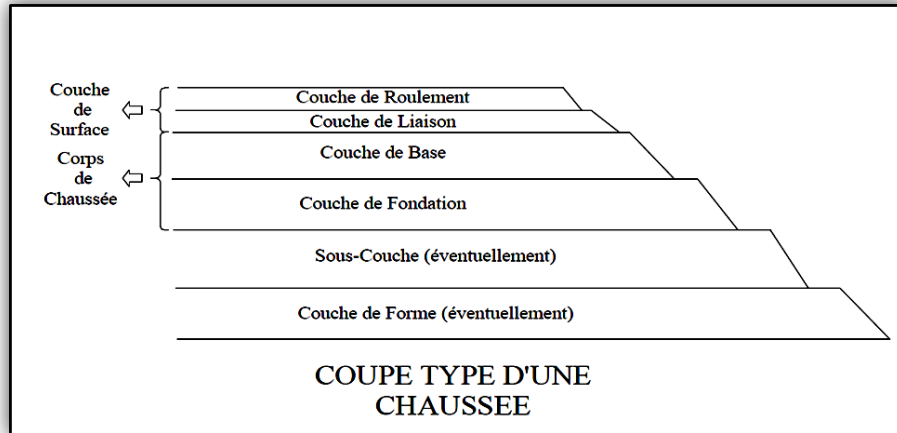 Couche
de
Surface
Corps
de
Chaussée
Couche de Roulement
Couche de Liaison
Couche de Base
Couche de Fondation
Sous-Couche (éventuellement)
Couche de Forme (éventuellement)
COUPE TYPE D'UNE
CHAUSSEE